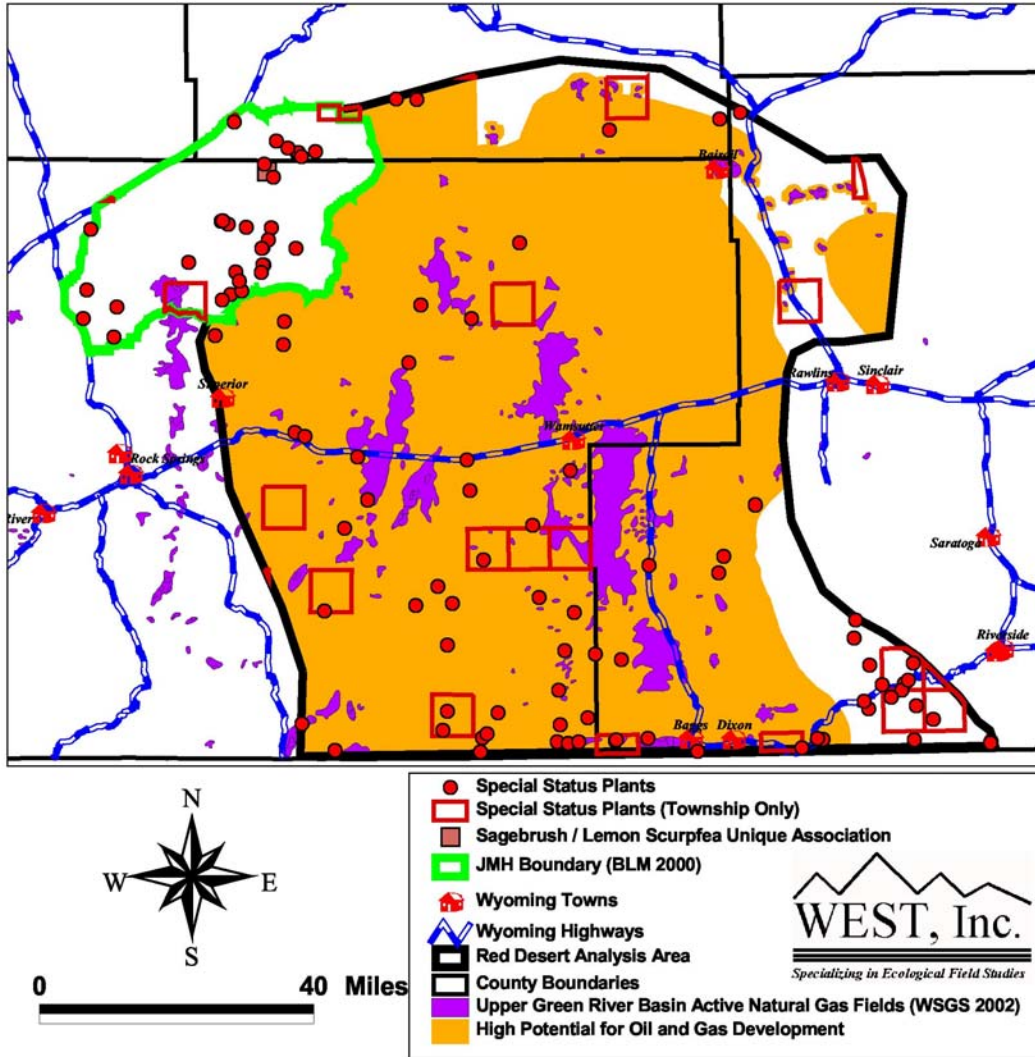 Bairoil
Superior
Rawlins
Sinclair
Wamsutter
Rock Springs
River
Saratoga
Riverside
Baggs
Dixon
N
W
E
S
0
40 Miles
Special Status Plants
Special Status Plants (Township Only)
Sagebrush / Lemon Scurpfea Unique Association
JMH Boundary (BLM 2000)
Wyoming Towns
Wyoming Highways
Red Desert Analysis Area
County Boundaries
Upper Green River Basin Active Natural Gas Fields (WSGS 2002)
High Potential for Oil and Gas Development
WEST, Inc.
Specializing in Ecological Field Studies